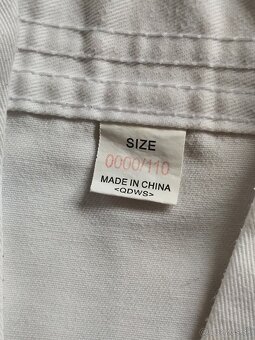 SIZE
0000/110
MADE IN CHINA
<QDWS>